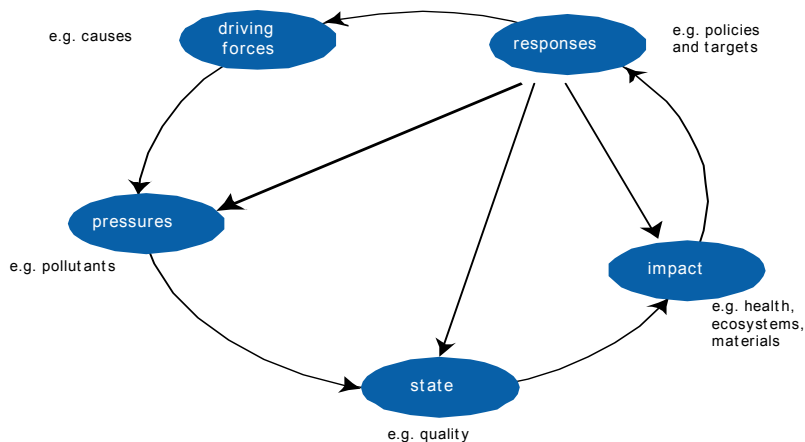 e.g. causes
driving
forces
responses
e.g. policies
and targets
pressures
e.g. pollutants
impact
e.g. health,
ecosystems,
materials
state
e.g. quality